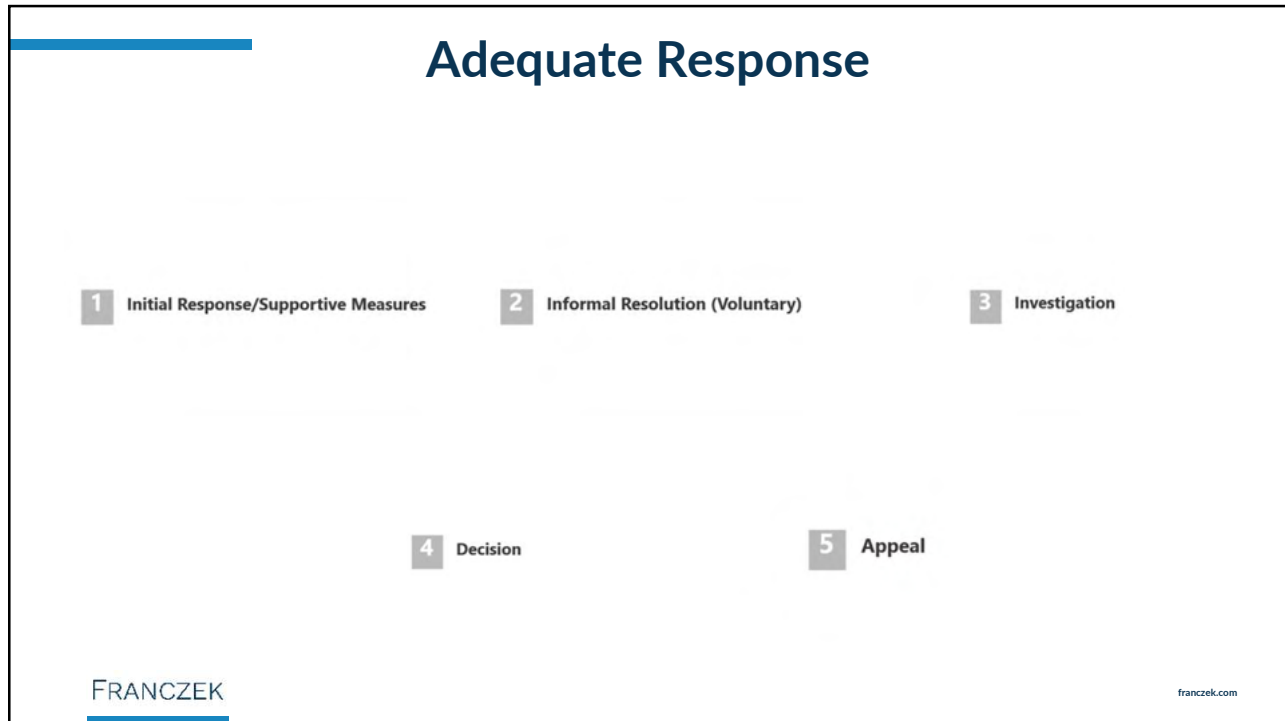 Adequate Response
1 Initial Response/Supportive Measures
2 Informal Resolution (Voluntary)
3 Investigation
4 Decision
5 Appeal
FRANCZEK
franczek.com